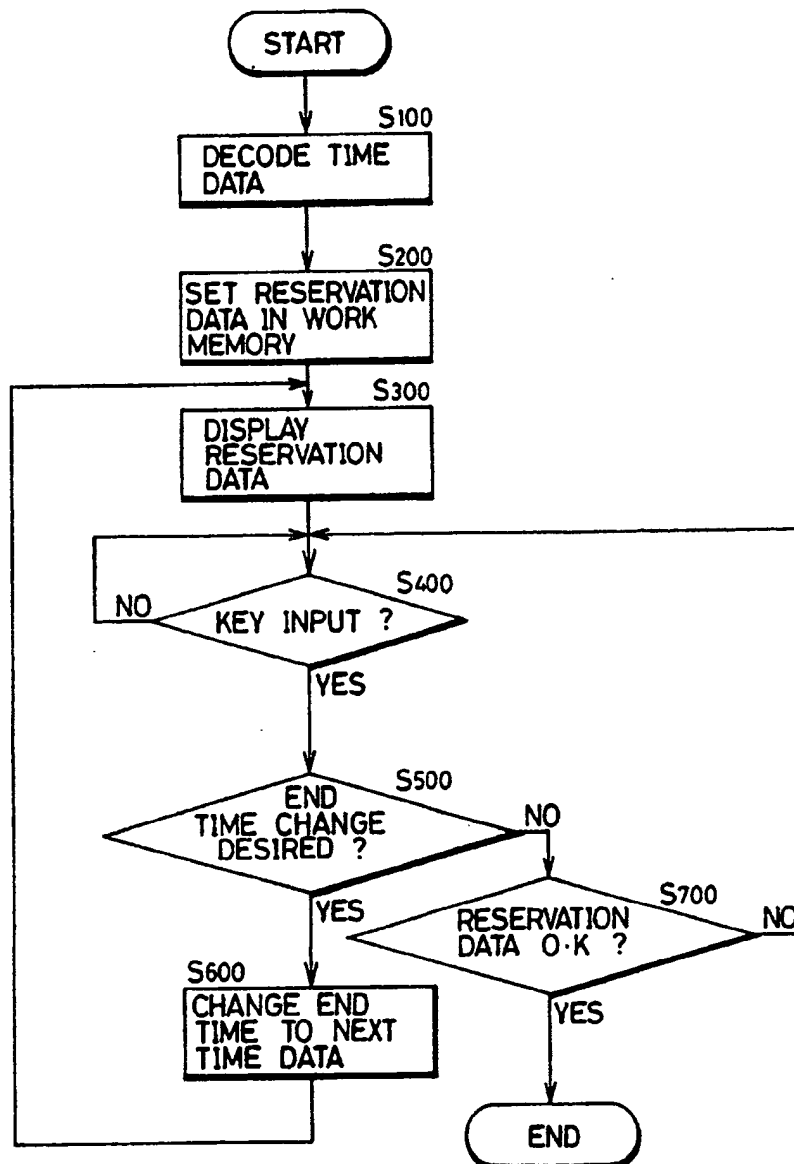 START
S100
DECODE TIME
DATA
S200
SET RESERVATION
DATA IN WORK
MEMORY
S300
DISPLAY
RESERVATION
DATA
S400
NO
KEY INPUT ?
YES
S500
END
TIME CHANGE
DESIRED ?
NO
YES
S700
RESERVATION
DATA O·K ?
NO
S600
CHANGE END
TIME TO NEXT
TIME DATA
YES
END